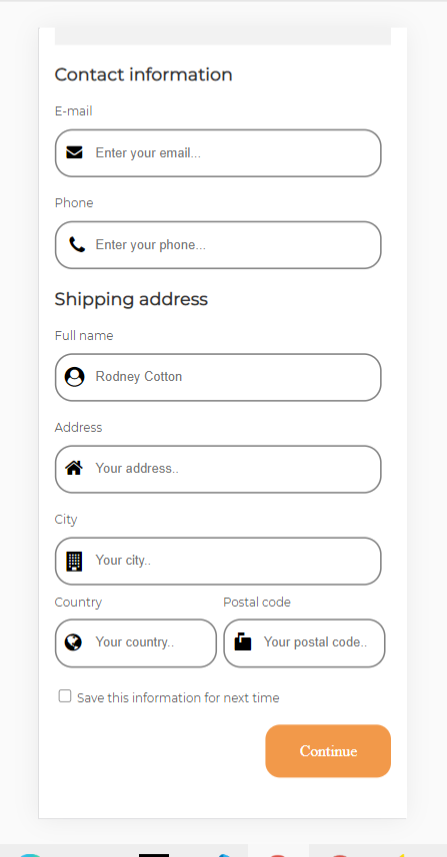 Contact information
E-mail
Enter your email...
Phone
Enter your phone...
Shipping address
Full name
Rodney Cotton
Address
Your address..
City
Your city..
Country Postal code
Your country.. Your postal code..
Save this information for next time
Continue